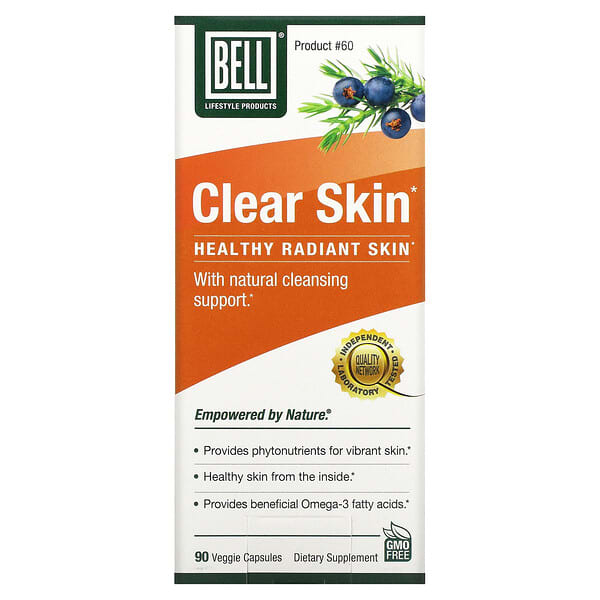 BELL®
LIFESTYLE PRODUCTS
Product #60
Clear Skin*
HEALTHY RADIANT SKIN*
With natural cleansing
support.*
INDEPENDENT
QUALITY
NETWORK
LABORATORY TESTED
Empowered by Nature.®
• Provides phytonutrients for vibrant skin.*
• Healthy skin from the inside.*
• Provides beneficial Omega-3 fatty acids.*
90 Veggie Capsules Dietary Supplement
GMO
FREE